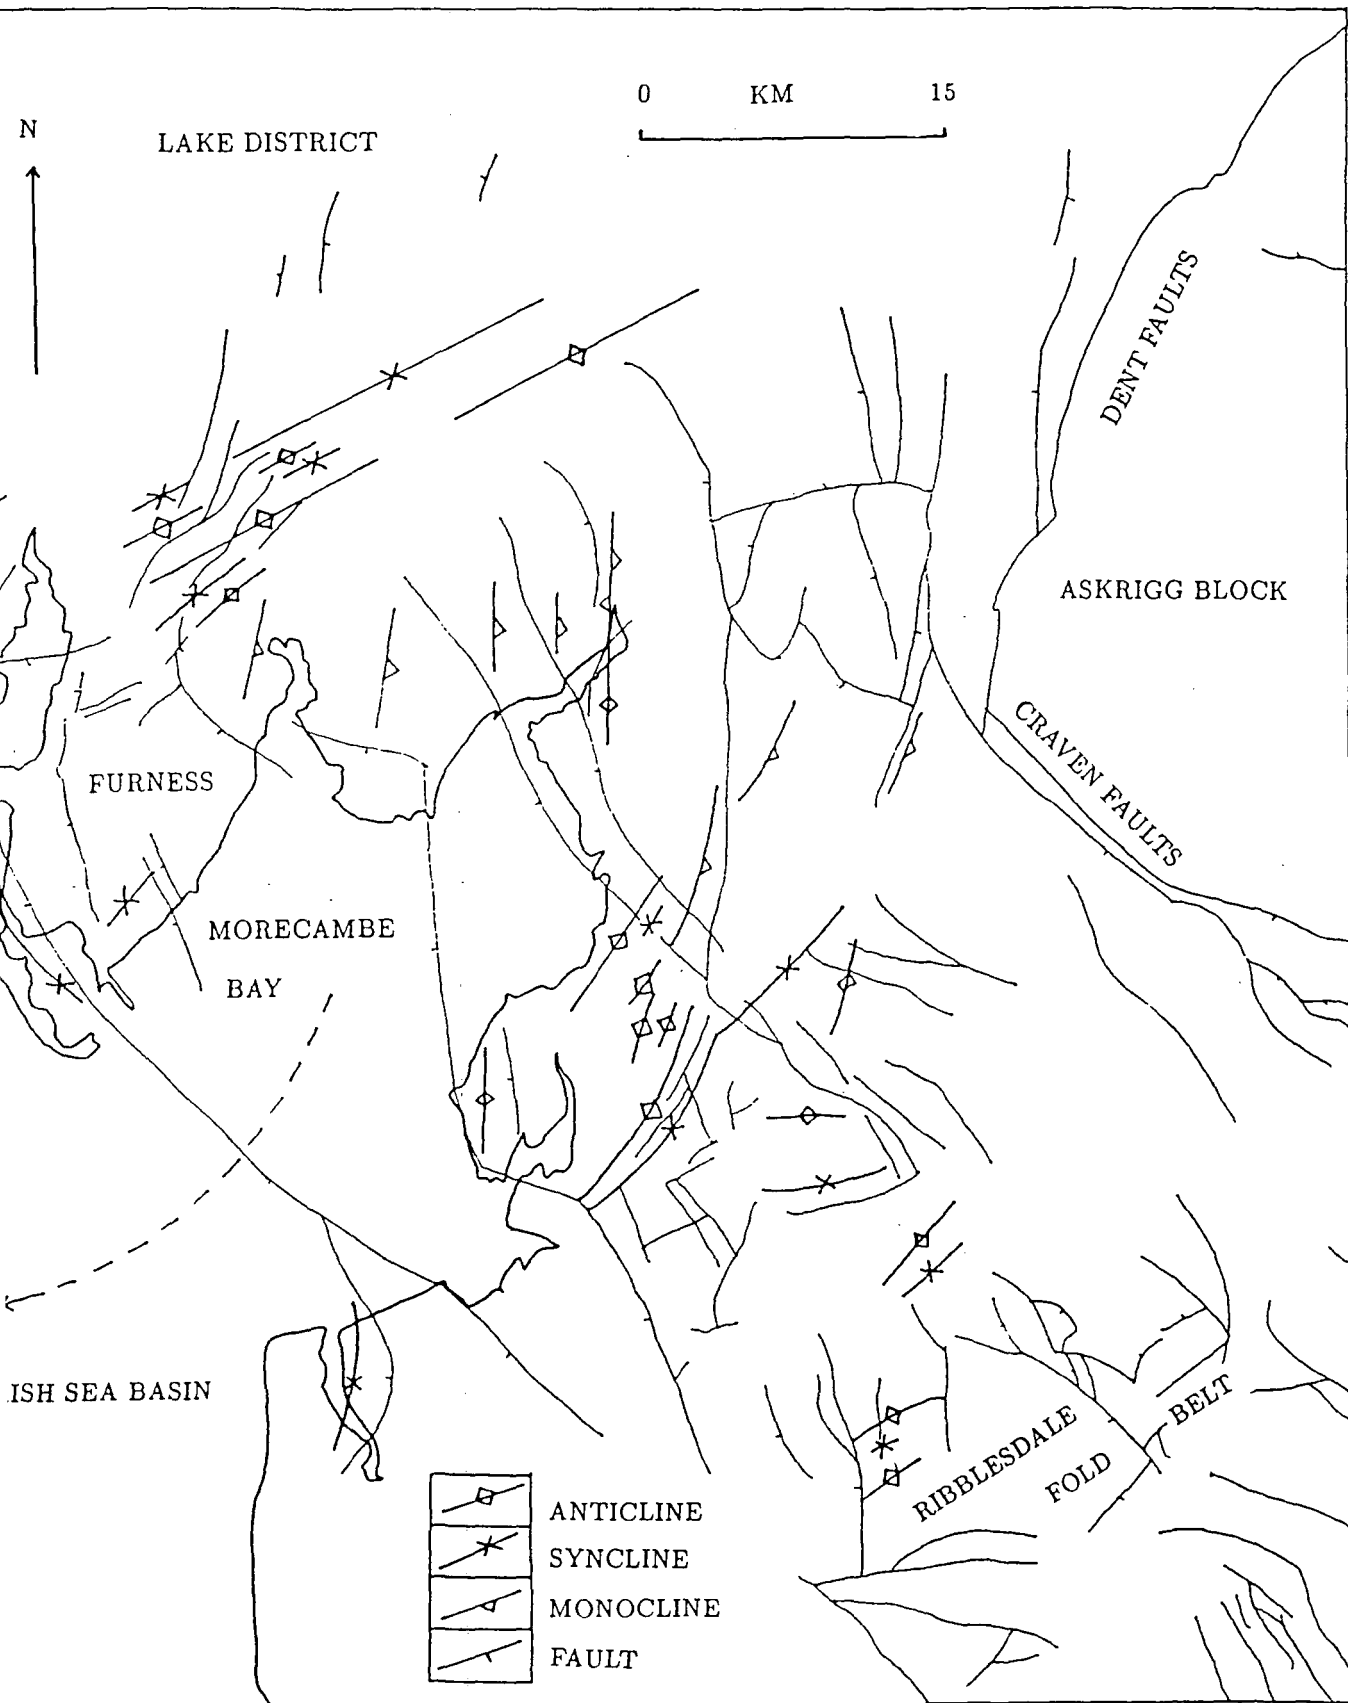 0 KM 15
N
LAKE DISTRICT
DENT FAULTS
ASKRIGG BLOCK
CRAVEN FAULTS
FURNESS
MORECAMBE
BAY
ISH SEA BASIN
RIBBLESDALE
FOLD
BELT
ANTICLINE
SYNCLINE
MONOCLINE
FAULT